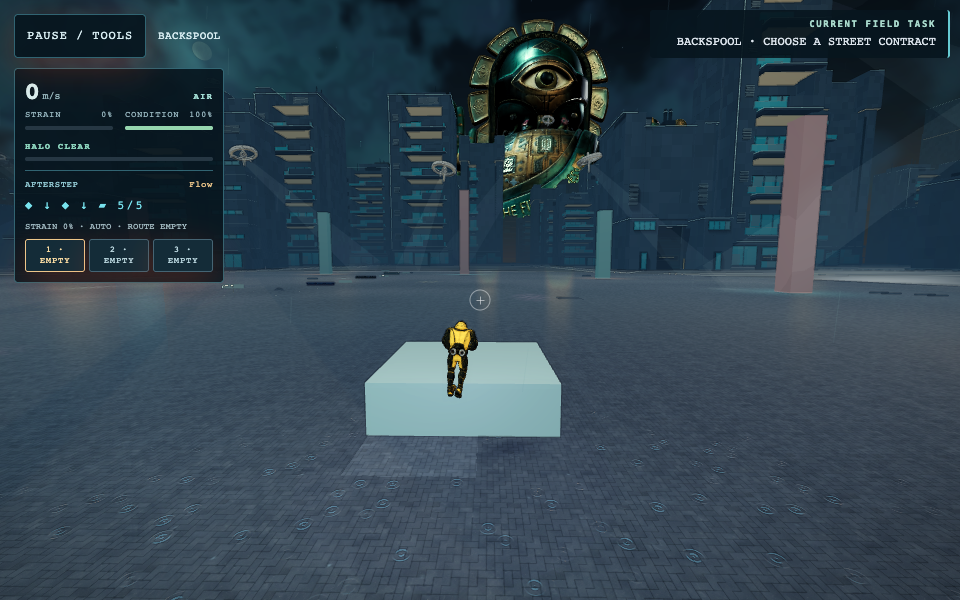 PAUSE / TOOLS
BACKSPOOL
CURRENT FIELD TASK
BACKSPOOL · CHOOSE A STREET CONTRACT
0 m/s
AIR
STRAIN 0%
CONDITION 100%
HALO CLEAR
AFTERSTEP
Flow
5/5
STRAIN 0% · AUTO · ROUTE EMPTY
1 · EMPTY
2 · EMPTY
3 · EMPTY